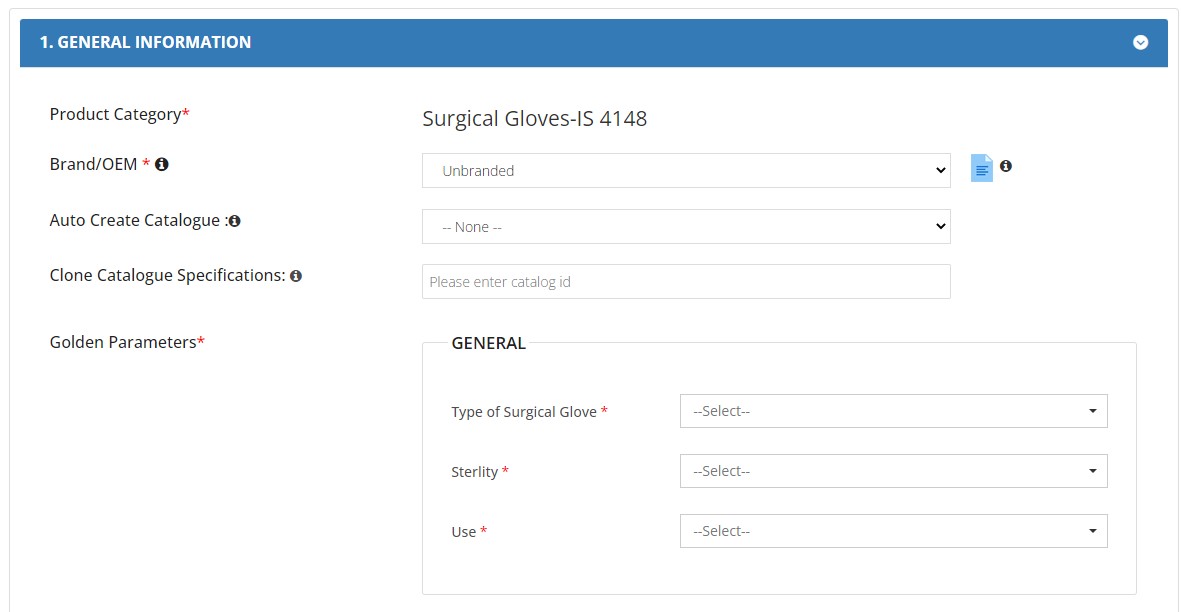 1. GENERAL INFORMATION
Product Category*
Surgical Gloves-IS 4148
Brand/OEM *
Unbranded
Auto Create Catalogue :
-- None --
Clone Catalogue Specifications:
Please enter catalog id
Golden Parameters*
GENERAL
Type of Surgical Glove *
--Select--
Sterlity *
--Select--
Use *
--Select--